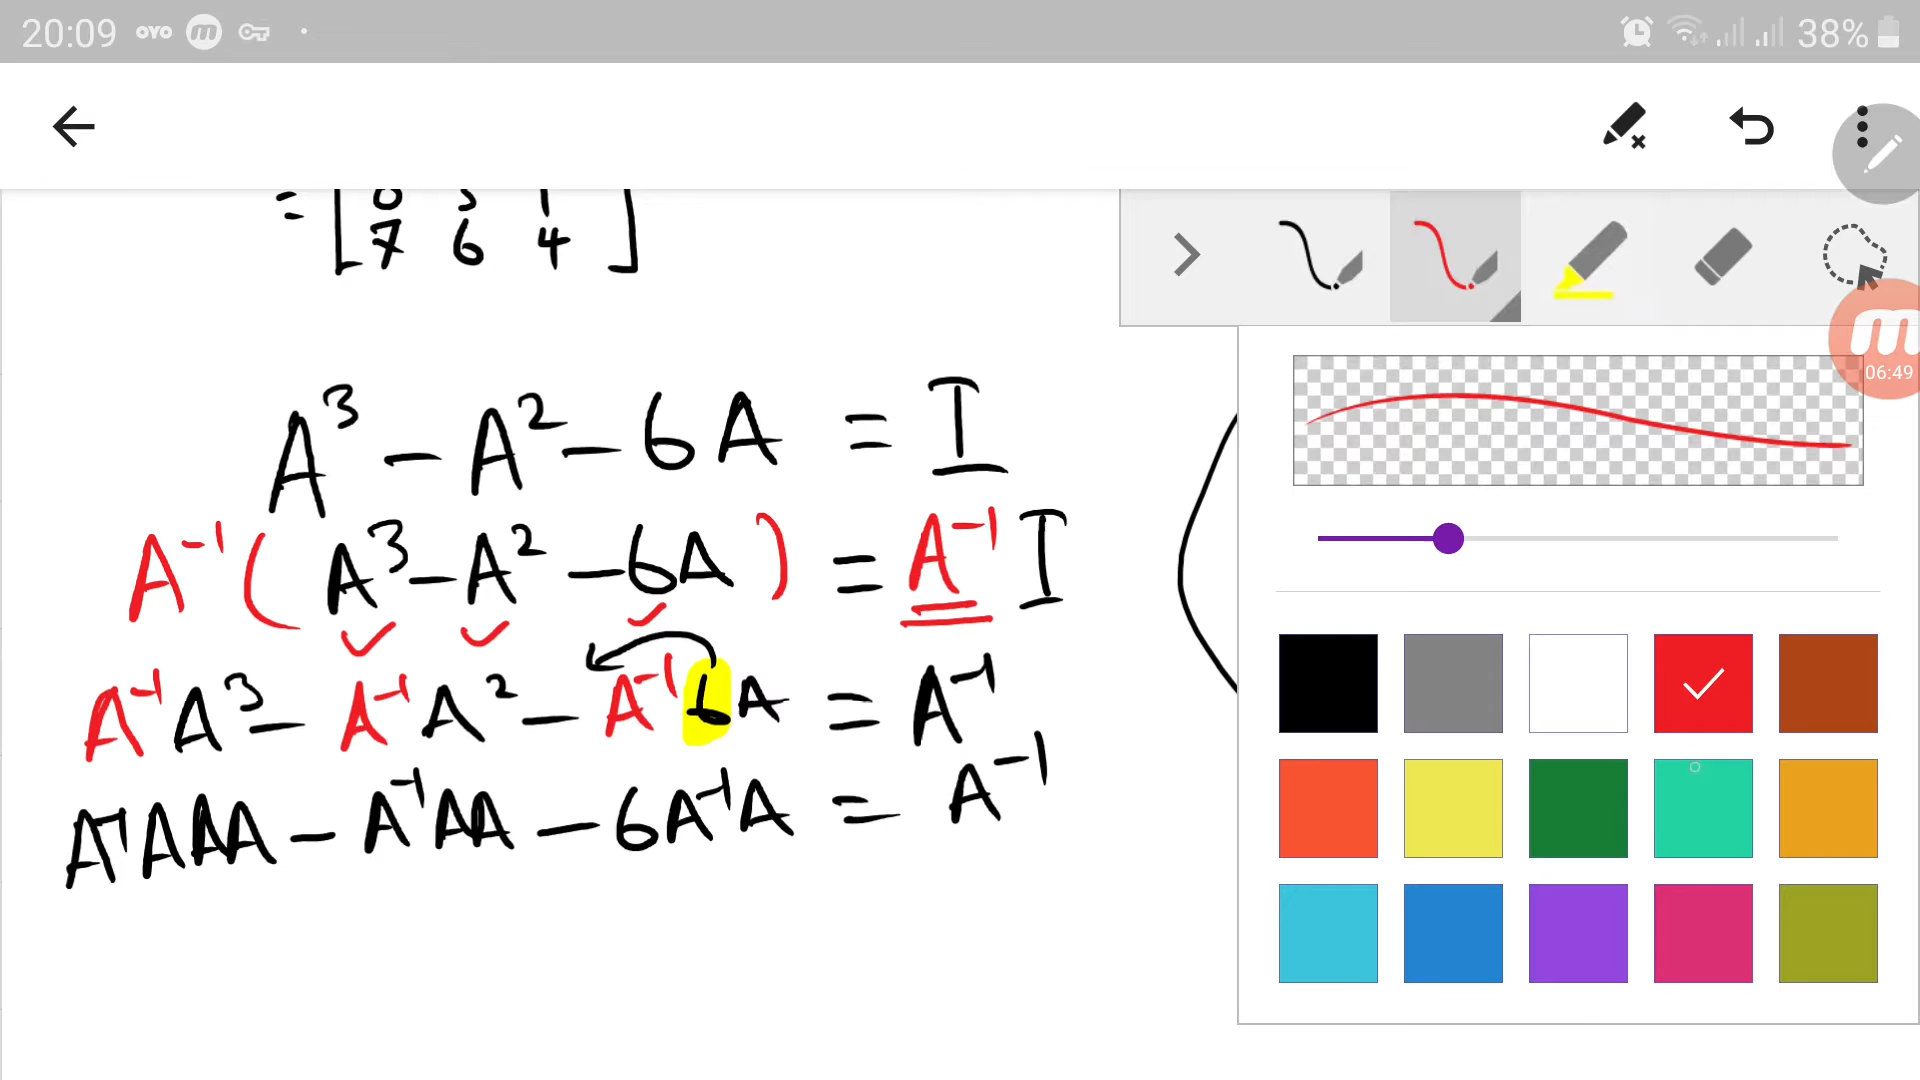 20:09 OYO m 38%
=
7 6 4
06:49
A³ - A² - 6A = I
A⁻¹( A³ - A² - 6A ) = A⁻¹ I
A⁻¹A³ - A⁻¹A² - A⁻¹6A = A⁻¹
A⁻¹AAA - A⁻¹AA - 6A⁻¹A = A⁻¹